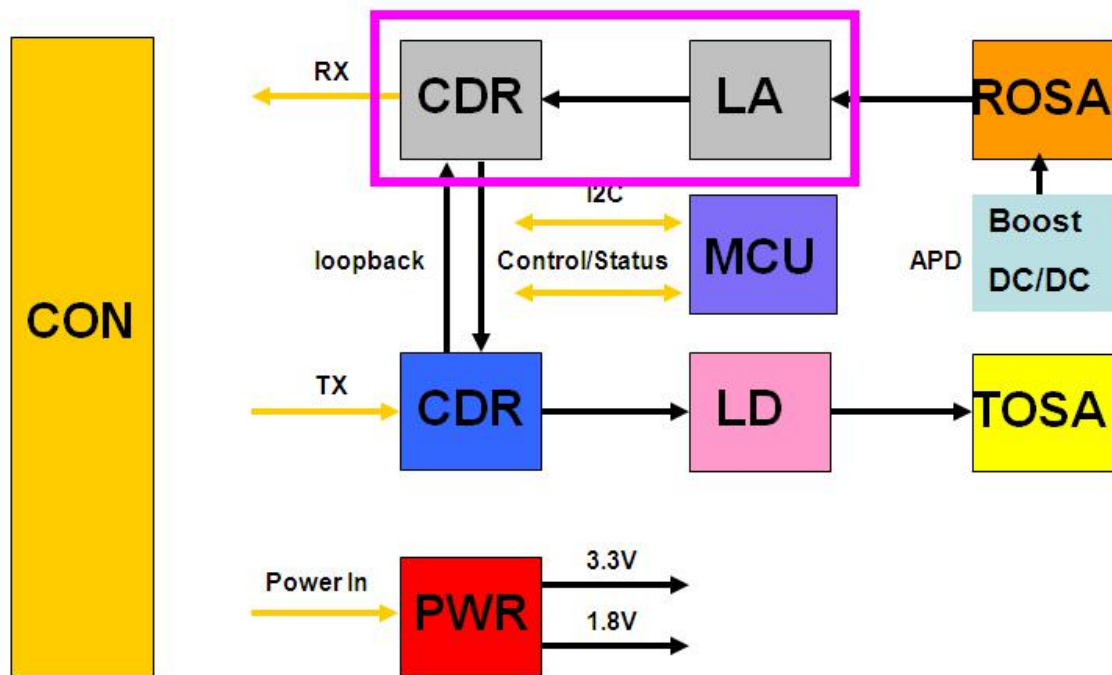 RX
CDR
LA
ROSA
I2C
loopback
Control/Status
MCU
APD
Boost
DC/DC
CON
TX
CDR
LD
TOSA
Power In
PWR
3.3V
1.8V